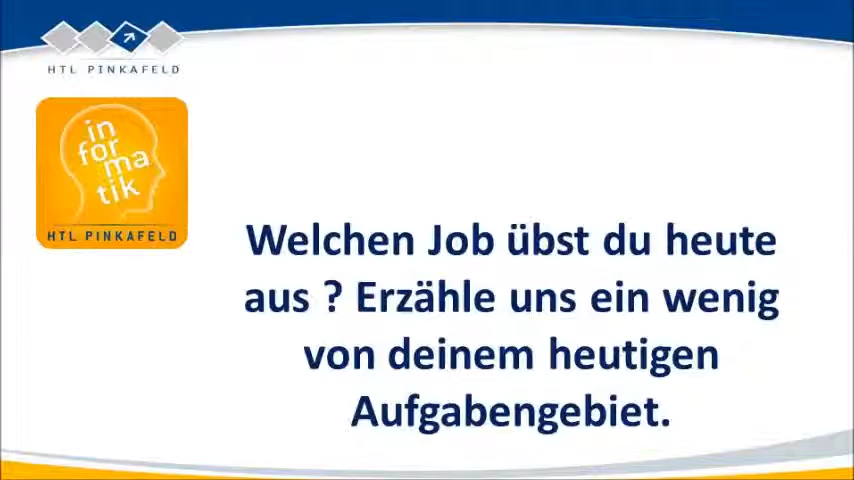 HTL PINKAFELD
in
for
ma
tik
HTL PINKAFELD
Welchen Job übst du heute
aus ? Erzähle uns ein wenig
von deinem heutigen
Aufgabengebiet.